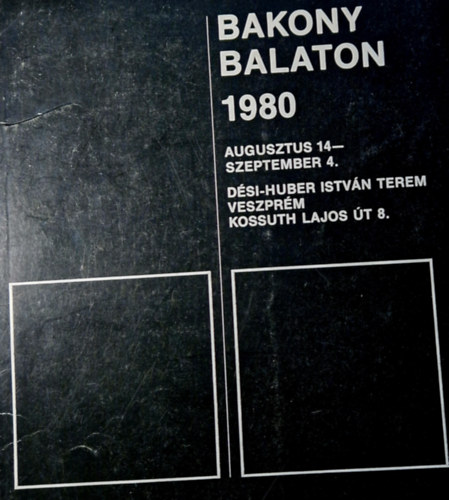 BAKONY
BALATON
1980
AUGUSZTUS 14—
SZEPTEMBER 4.
DÉSI-HUBER ISTVÁN TEREM
VESZPRÉM
KOSSUTH LAJOS ÚT 8.